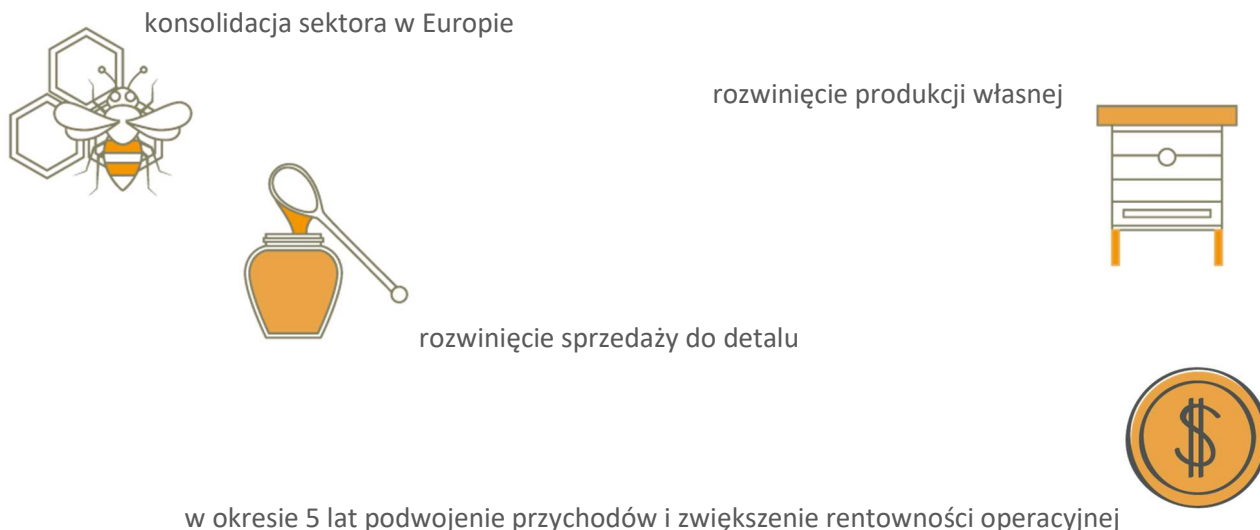 konsolidacja sektora w Europie
rozwinięcie produkcji własnej
rozwinięcie sprzedaży do detalu
w okresie 5 lat podwojenie przychodów i zwiększenie rentowności operacyjnej